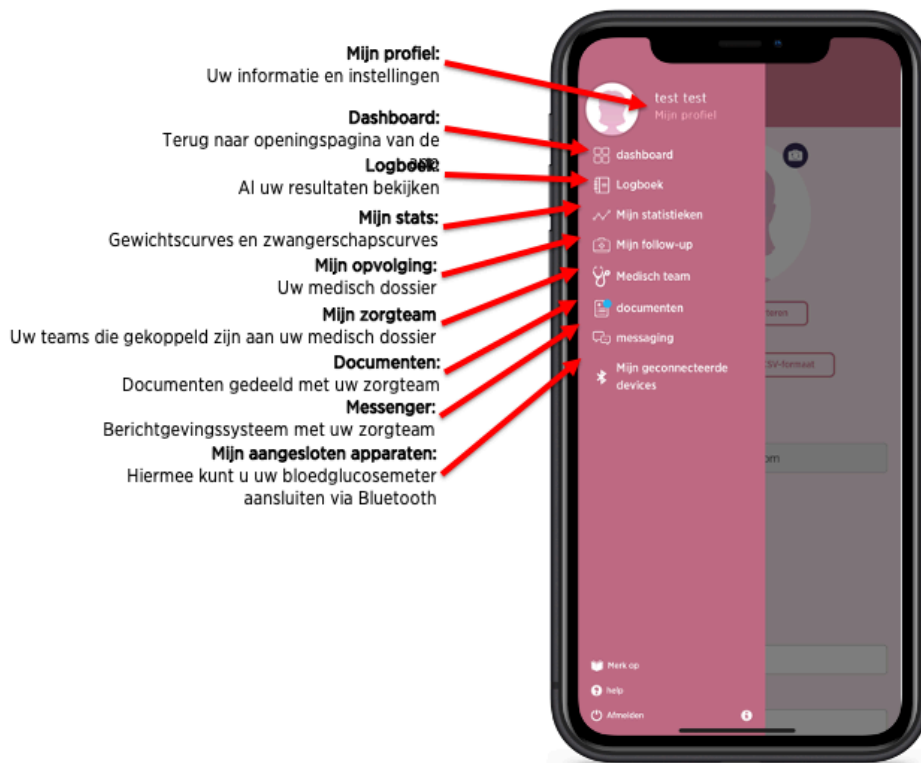 Mijn profiel:
Uw informatie en instellingen
Dashboard:
Terug naar openingspagina van de
Logboek:
Al uw resultaten bekijken
Mijn stats:
Gewichtscurves en zwangerschapscurves
Mijn opvolging:
Uw medisch dossier
Mijn zorgteam
Uw teams die gekoppeld zijn aan uw medisch dossier
Documenten:
Documenten gedeeld met uw zorgteam
Messenger:
Berichtgevingssysteem met uw zorgteam
Mijn aangesloten apparaten:
Hiermee kunt u uw bloedglucosemeter
aansluiten via Bluetooth
test test
Mijn profiel
dashboard
Logboek
Mijn statistieken
Mijn follow-up
Medisch team
documenten
messaging
Mijn geconnecteerde
devices
Merk op
help
Afmelden
CSV-formaat
om